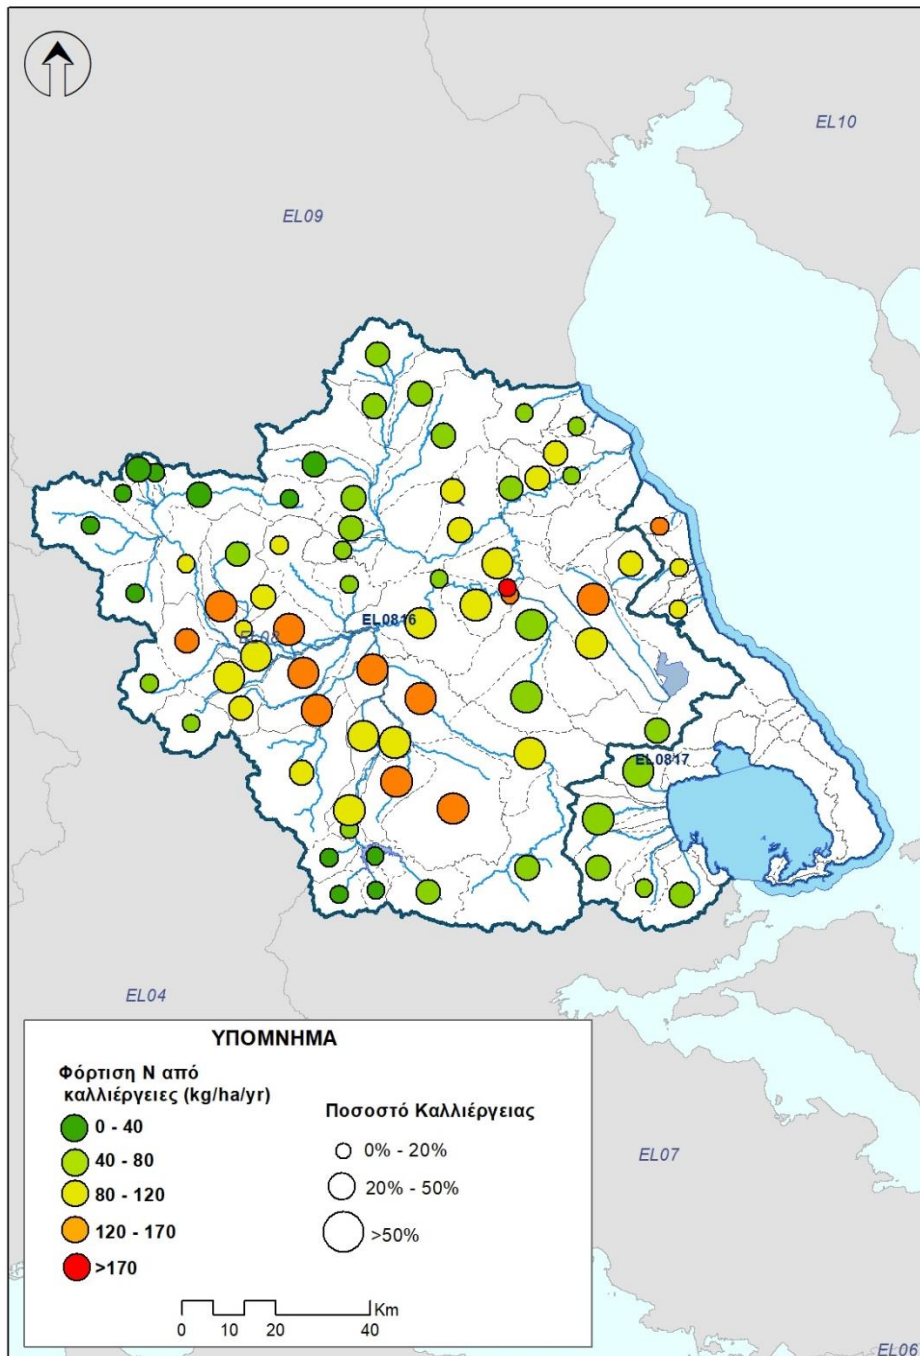 EL10
EL09
EL0816
EL08
EL0817
EL04
EL07
EL06
ΥΠΟΜΝΗΜΑ
Φόρτιση Ν από
καλλιέργειες (kg/ha/yr)
0 - 40
40 - 80
80 - 120
120 - 170
>170
Ποσοστό Καλλιέργειας
0% - 20%
20% - 50%
>50%
Km
0 10 20 40